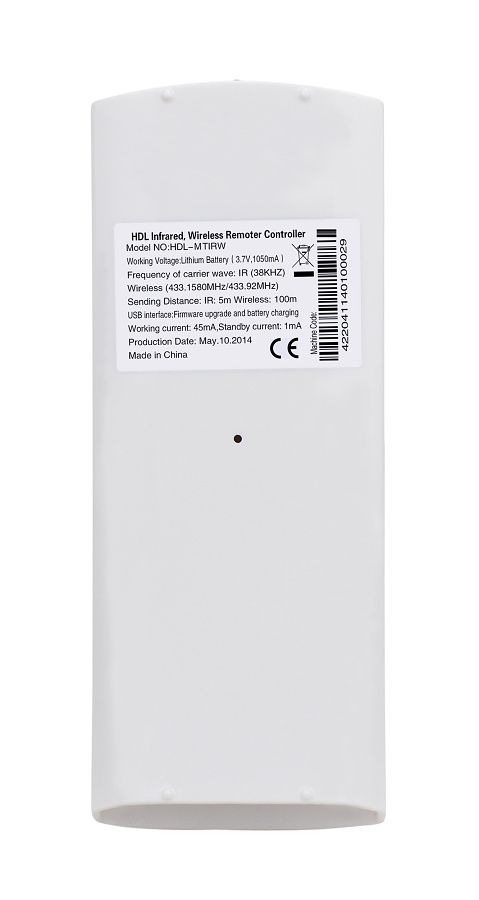 HDL Infrared, Wireless Remoter Controller
Model NO:HDL-MTIRW
Working Voltage:Lithium Battery ( 3.7V,1050mA )
Frequency of carrier wave: IR (38KHZ)
Wireless (433.1580MHz/433.92MHz)
Sending Distance: IR: 5m Wireless: 100m
USB interface:Firmware upgrade and battery charging
Working current: 45mA,Standby current: 1mA
Production Date: May.10.2014
Made in China
CE
Machine Code:
4220411140100029